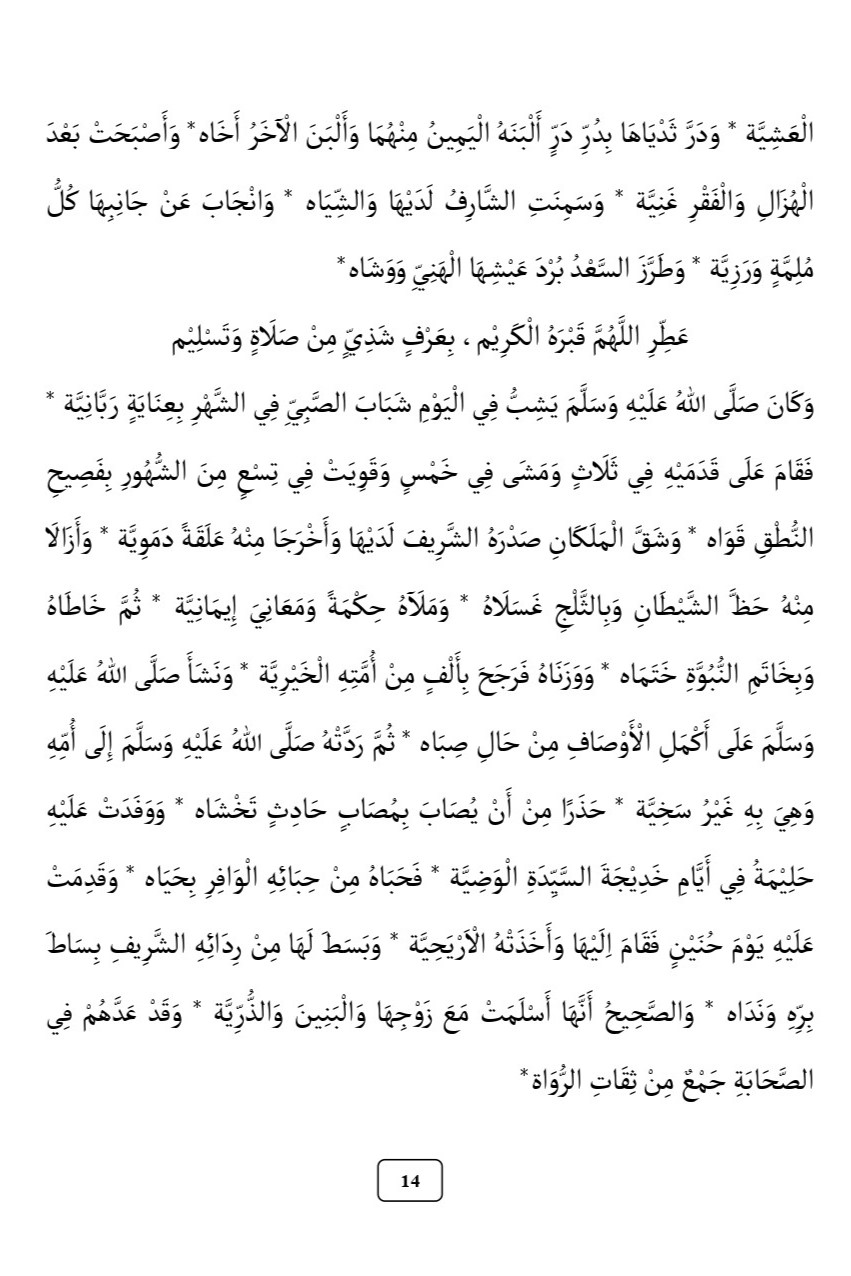 الْعَشِيَّة * وَدَرَّ ثَدْيَاهَا بِدُرِّ دَرٍّ أَلْبَنَهُ الْيَمِينُ مِنْهُمَا وَأَلْبَنَ الْآخَرُ أَخَاه* وَأَصْبَحَتْ بَعْدَ
الْهُزَالِ وَالْفَقْرِ غَنِيَّة * وَسَمِنَتِ الشَّارِفُ لَدَيْهَا وَالشِّيَاه * وَانْجَابَ عَنْ جَانِبِهَا كُلُّ
مُلِمَّةٍ وَرَزِيَّة * وَطَرَّزَ السَّعْدُ بُرْدَ عَيْشِهَا الْهَنِيِّ وَوَشَاه*
عَطِّرِ اللَّهُمَّ قَبْرَهُ الْكَرِيْم ، بِعَرْفٍ شَذِيٍّ مِنْ صَلَاةٍ وَتَسْلِيْم
وَكَانَ صَلَّى اللهُ عَلَيْهِ وَسَلَّمَ يَشِبُّ فِي الْيَوْمِ شَبَابَ الصَّبِيِّ فِي الشَّهْرِ بِعِنَايَةٍ رَبَّانِيَّة *
فَقَامَ عَلَى قَدَمَيْهِ فِي ثَلَاثٍ وَمَشَى فِي خَمْسٍ وَقَوِيَتْ فِي تِسْعٍ مِنَ الشُّهُورِ بِفَصِيحِ
النُّطْقِ قَوَاه * وَشَقَّ الْمَلَكَانِ صَدْرَهُ الشَّرِيفَ لَدَيْهَا وَأَخْرَجَا مِنْهُ عَلَقَةً دَمَوِيَّة * وَأَزَالَا
مِنْهُ حَظَّ الشَّيْطَانِ وَبِالثَّلْجِ غَسَلَاهُ * وَمَلَآهُ حِكْمَةً وَمَعَانِيَ إِيمَانِيَّة * ثُمَّ خَاطَاهُ
وَبِخَاتَمِ النُّبُوَّةِ خَتَمَاه * وَوَزَنَاهُ فَرَجَحَ بِأَلْفٍ مِنْ أُمَّتِهِ الْخَيْرِيَّة * وَنَشَأَ صَلَّى اللهُ عَلَيْهِ
وَسَلَّمَ عَلَى أَكْمَلِ الْأَوْصَافِ مِنْ حَالِ صِبَاه * ثُمَّ رَدَّتْهُ صَلَّى اللهُ عَلَيْهِ وَسَلَّمَ إِلَى أُمِّهِ
وَهِيَ بِهِ غَيْرُ سَخِيَّة * حَذَرًا مِنْ أَنْ يُصَابَ بِمُصَابٍ حَادِثٍ تَخْشَاه * وَوَفَدَتْ عَلَيْهِ
حَلِيْمَةُ فِي أَيَّامِ خَدِيْجَةَ السَّيِّدَةِ الْوَضِيَّة * فَحَبَاهُ مِنْ حِبَائِهِ الْوَافِرِ بِحَيَاه * وَقَدِمَتْ
عَلَيْهِ يَوْمَ حُنَيْنٍ فَقَامَ اِلَيْهَا وَأَخَذَتْهُ الْاَرْيَحِيَّة * وَبَسَطَ لَهَا مِنْ رِدَائِهِ الشَّرِيفِ بِسَاطَ
بِرِّهِ وَنَدَاه * وَالصَّحِيحُ أَنَّهَا أَسْلَمَتْ مَعَ زَوْجِهَا وَالْبَنِينَ وَالذُّرِّيَّة * وَقَدْ عَدَّهُمْ فِي
الصَّحَابَةِ جَمْعٌ مِنْ ثِقَاتِ الرُّوَاة*
14